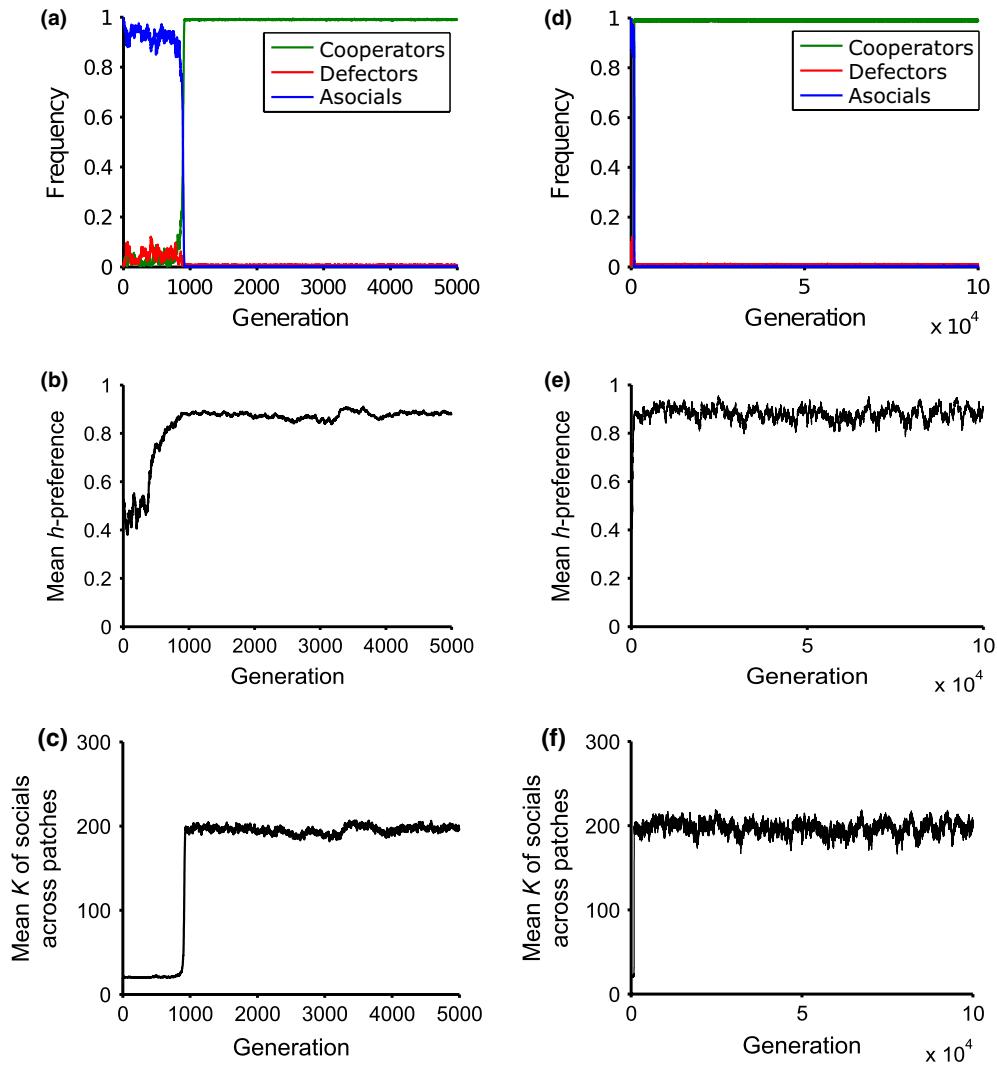 (a)
1
0.8
0.6
0.4
0.2
0
Frequency
Cooperators
Defectors
Asocials
0 1000 2000 3000 4000 5000
Generation
(d)
1
0.8
0.6
0.4
0.2
0
Frequency
Cooperators
Defectors
Asocials
0 5 10
Generation
x 10^4
(b)
1
0.8
0.6
0.4
0.2
0
Mean h-preference
0 1000 2000 3000 4000 5000
Generation
(e)
1
0.8
0.6
0.4
0.2
0
Mean h-preference
0 5 10
Generation
x 10^4
(c)
300
200
100
0
Mean K of socials
across patches
0 1000 2000 3000 4000 5000
Generation
(f)
300
200
100
0
Mean K of socials
across patches
0 5 10
Generation
x 10^4